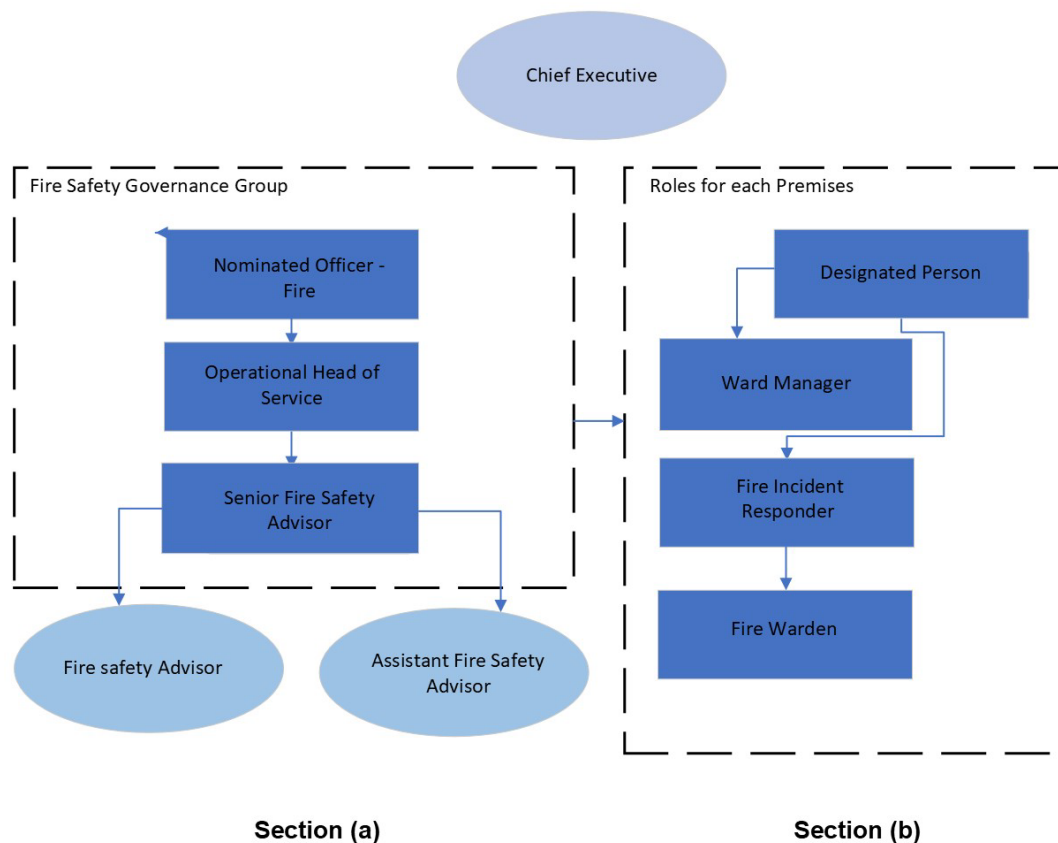 Chief Executive
Fire Safety Governance Group
Nominated Officer -
Fire
Operational Head of
Service
Senior Fire Safety
Advisor
Fire safety Advisor
Assistant Fire Safety
Advisor
Section (a)
Roles for each Premises
Designated Person
Ward Manager
Fire Incident
Responder
Fire Warden
Section (b)